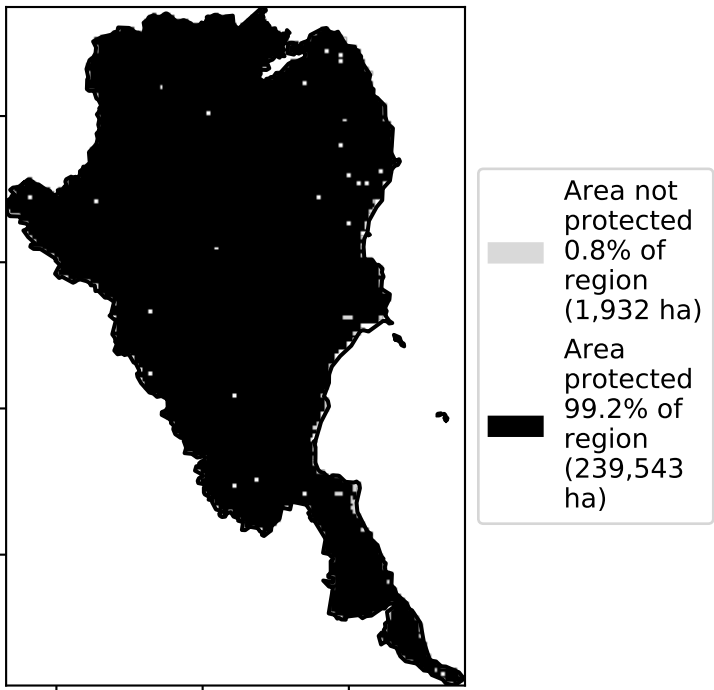 Area not
protected
0.8% of
region
(1,932 ha)
Area
protected
99.2% of
region
(239,543
ha)